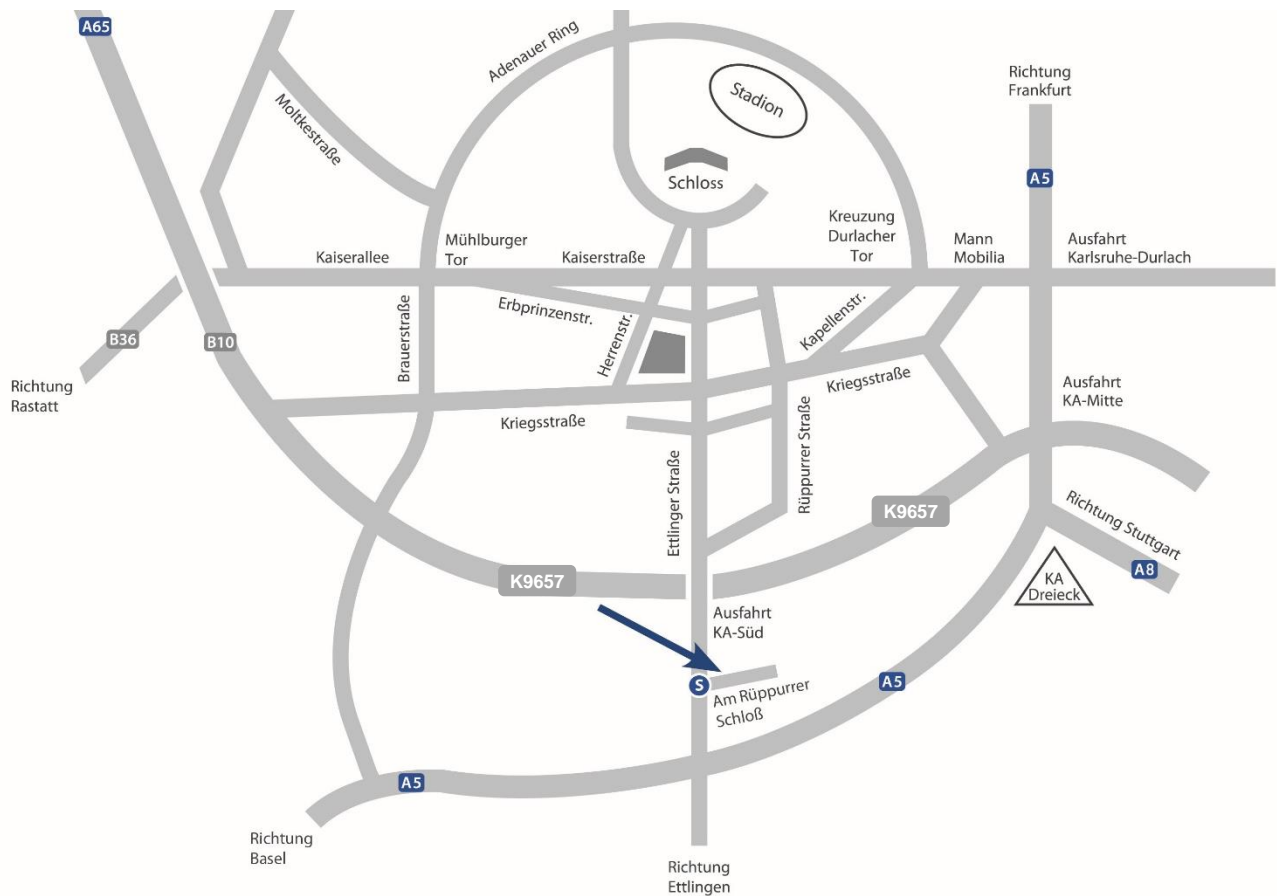 A65
Adenauer Ring
Stadion
Richtung
Frankfurt
Moltkestraße
Schloss
A5
Kaiserallee
Mühlburger
Tor
Kaiserstraße
Kreuzung
Durlacher
Tor
Mann
Mobilia
Ausfahrt
Karlsruhe-Durlach
Erbprinzenstr.
Herrenstr.
Kapellenstr.
B36
B10
Brauerstraße
Richtung
Rastatt
Kriegsstraße
Kriegsstraße
Ausfahrt
KA-Mitte
Ettlinger Straße
Rüppurrer Straße
K9657
Richtung Stuttgart
A8
KA
Dreieck
K9657
Ausfahrt
KA-Süd
S
Am Rüppurrer
Schloß
A5
A5
Richtung
Basel
Richtung
Ettlingen